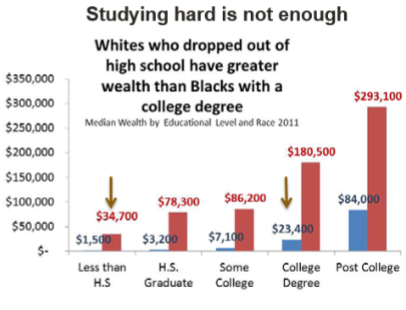 Studying hard is not enough
Whites who dropped out of
high school have greater
wealth than Blacks with a
college degree
Median Wealth by Educational Level and Race 2011
$350,000
$300,000
$250,000
$200,000
$150,000
$100,000
$50,000
$-
$1,500
$34,700
$3,200
$78,300
$7,100
$86,200
$23,400
$180,500
$84,000
$293,100
Less than
H.S
H.S.
Graduate
Some
College
College
Degree
Post College